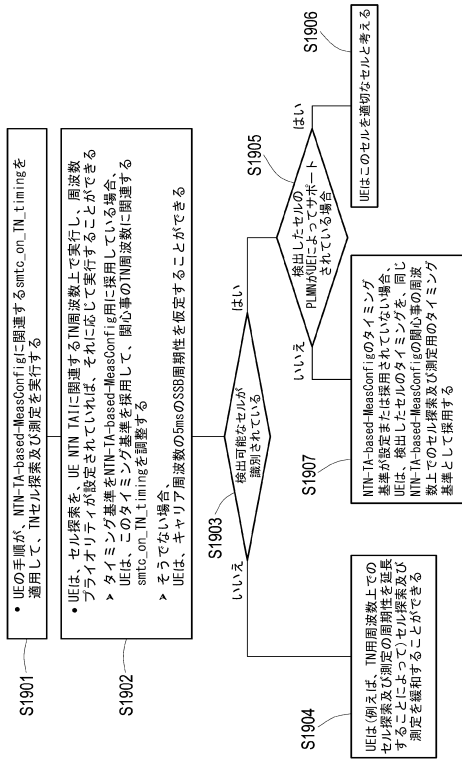 S1901
• UEの手順が、NTN-TA-based-MeasConfigに関連するsmtc_on_TN_timingを
適用して、TNセル探索及び測定を実行する
S1902
• UEは、セル探索を、UE NTN TAIに関連するTN周波数上で実行し、周波数
プライオリティが設定されていれば、それに応じて実行することができる
➢ タイミング基準をNTN-TA-based-MeasConfig用に採用している場合、
UEは、このタイミング基準を採用して、関心事のTN周波数に関連する
smtc_on_TN_timingを調整する
➢ そうでない場合、
UEは、キャリア周波数の5msのSSB周期性を仮定することができる
S1903
検出可能なセルが
識別されている
いいえ
はい
S1904
UEは(例えば、TN用周波数上での
セル探索及び測定の周期性を延長
することによって)セル探索及び
測定を緩和することができる
S1905
検出したセルの
PLMNがUEによってサポート
されている場合
いいえ
はい
S1906
UEはこのセルを適切なセルと考える
S1907
NTN-TA-based-MeasConfigのタイミング
基準が設定または採用されていない場合、
UEは、検出したセルのタイミングを、同じ
NTN-TA-based-MeasConfigの関心事の周波
数上でのセル探索及び測定用のタイミング
基準として採用する